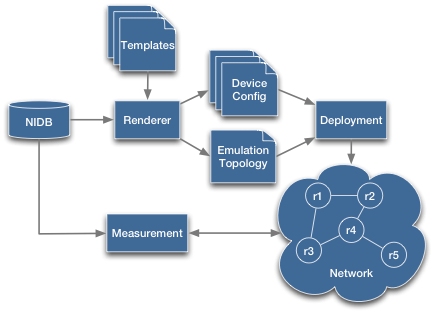 Templates
Device
Config
NIDB
Renderer
Deployment
Emulation
Topology
r1
r2
r4
r3
r5
Measurement
Network